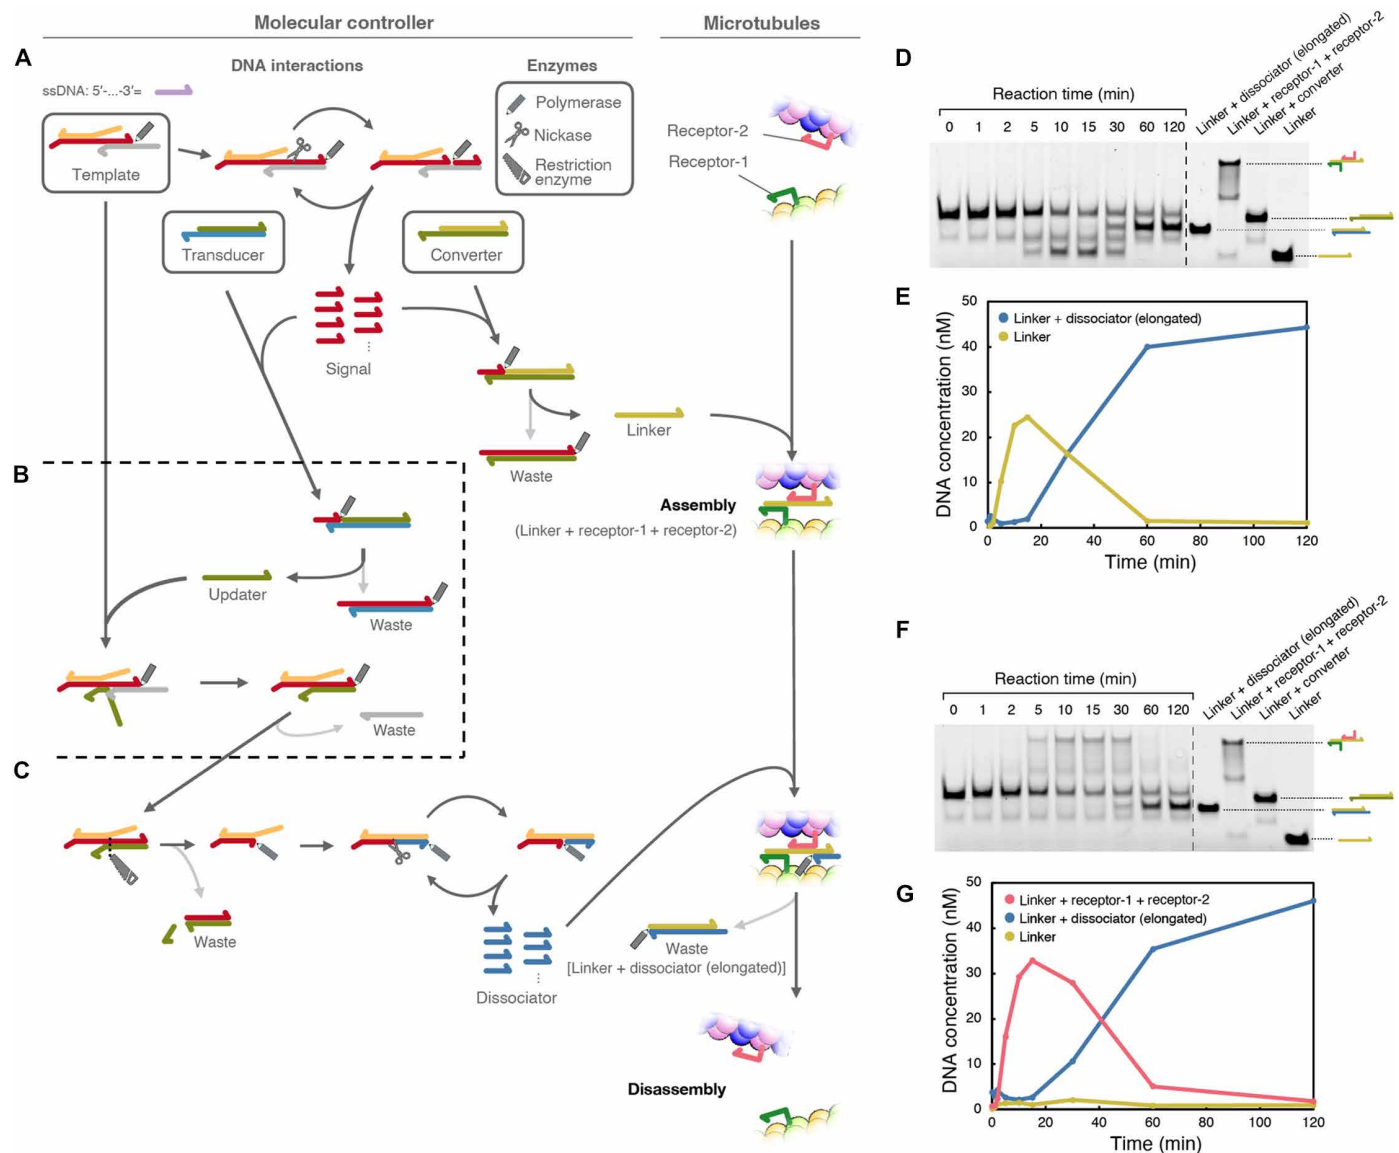 Molecular controller
Microtubules
A
DNA interactions
Enzymes
ssDNA: 5′-...-3′=
Template
Polymerase
Nickase
Restriction
enzyme
Receptor-2
Receptor-1
Transducer
Converter
Signal
Linker
Waste
Assembly
(Linker + receptor-1 + receptor-2)
B
Updater
Waste
Waste
C
Waste
Dissociator
Waste
[Linker + dissociator (elongated)]
Disassembly
D
Reaction time (min)
0 1 2 5 10 15 30 60 120
Linker + dissociator (elongated)
Linker + receptor-1 + receptor-2
Linker + converter
Linker
E
DNA concentration (nM)
50
40
30
20
10
0
Linker + dissociator (elongated)
Linker
0 20 40 60 80 100 120
Time (min)
F
Reaction time (min)
0 1 2 5 10 15 30 60 120
Linker + dissociator (elongated)
Linker + receptor-1 + receptor-2
Linker + converter
Linker
G
DNA concentration (nM)
50
40
30
20
10
0
Linker + receptor-1 + receptor-2
Linker + dissociator (elongated)
Linker
0 20 40 60 80 100 120
Time (min)